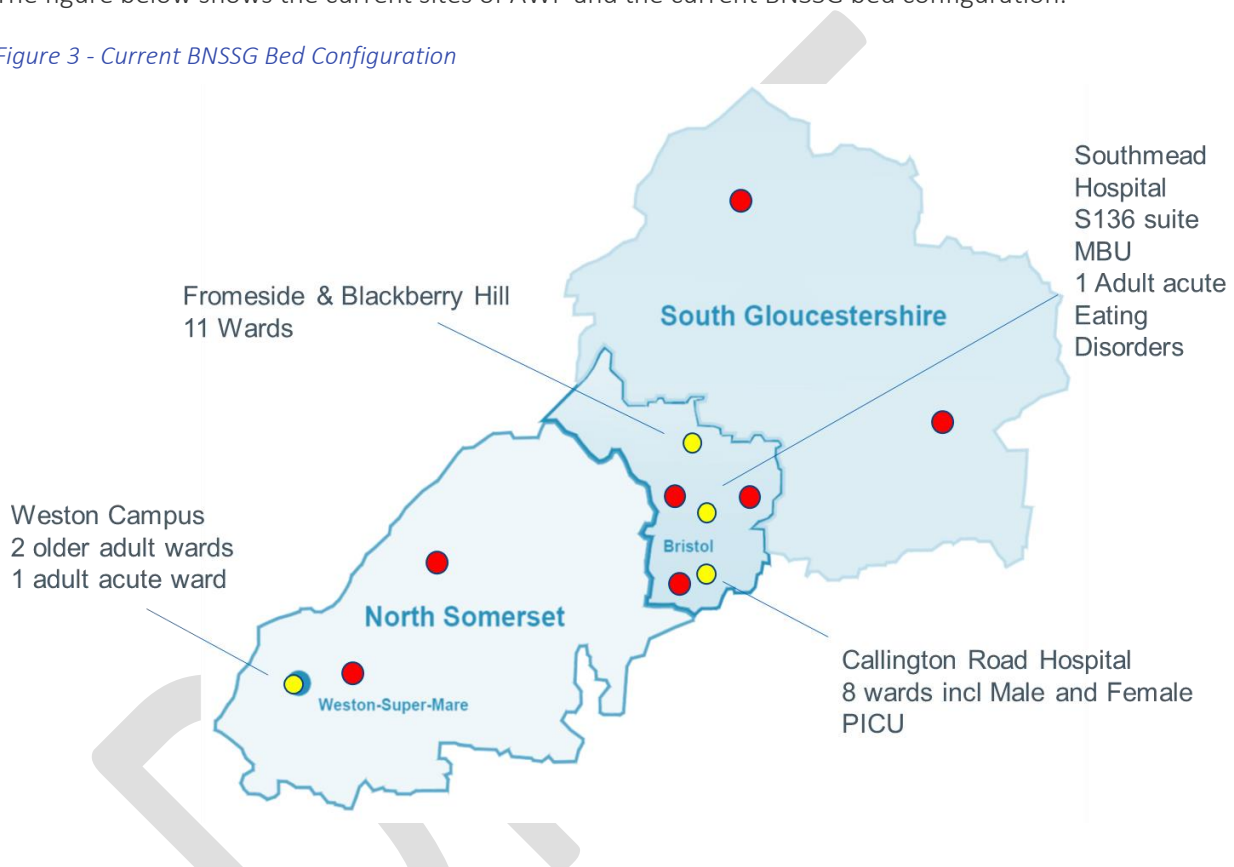 The figure below shows the current sites of AWP and the current BNSSG bed configuration.
Figure 3 - Current BNSSG Bed Configuration
Southmead
Hospital
S136 suite
MBU
1 Adult acute
Eating
Disorders
Fromeside & Blackberry Hill
11 Wards
South Gloucestershire
Weston Campus
2 older adult wards
1 adult acute ward
Bristol
North Somerset
Weston-Super-Mare
Callington Road Hospital
8 wards incl Male and Female
PICU